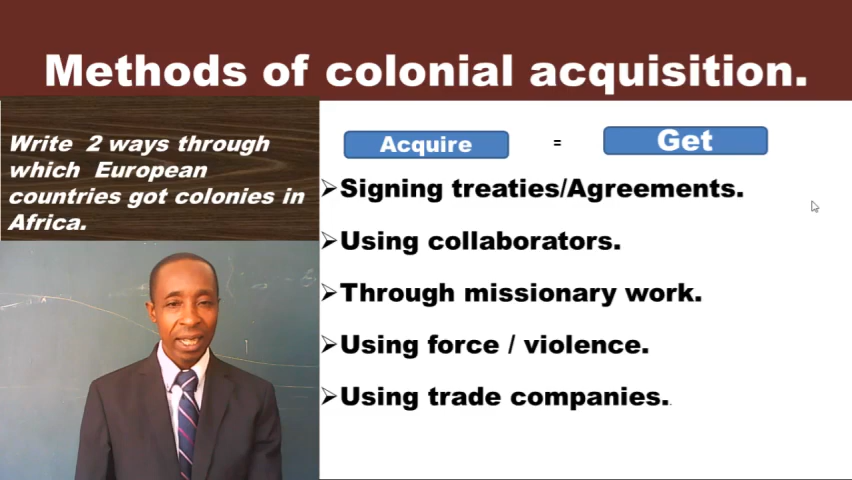 Methods of colonial acquisition.
Write 2 ways through
which European
countries got colonies in
Africa.
Acquire = Get
➢Signing treaties/Agreements.
➢Using collaborators.
➢Through missionary work.
➢Using force / violence.
➢Using trade companies.